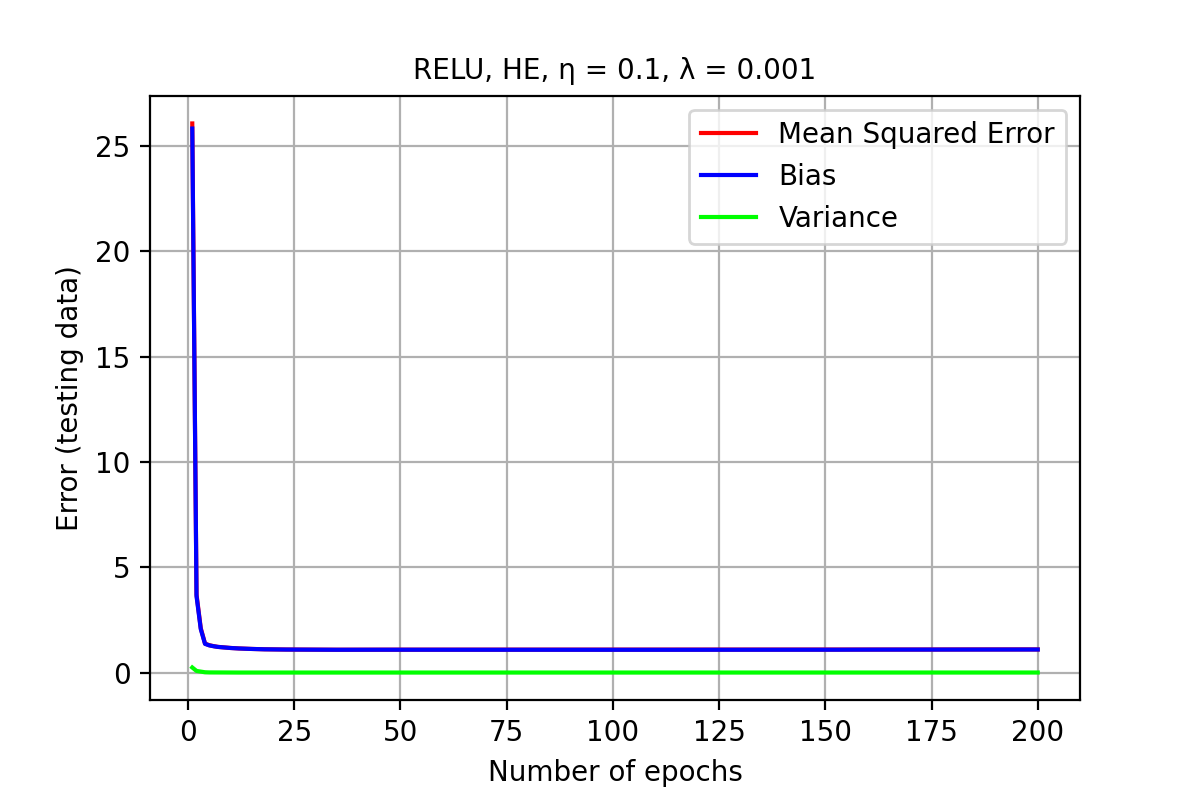 RELU, HE, η = 0.1, λ = 0.001
Mean Squared Error
Bias
Variance
Error (testing data)
25
20
15
10
5
0
0 25 50 75 100 125 150 175 200
Number of epochs